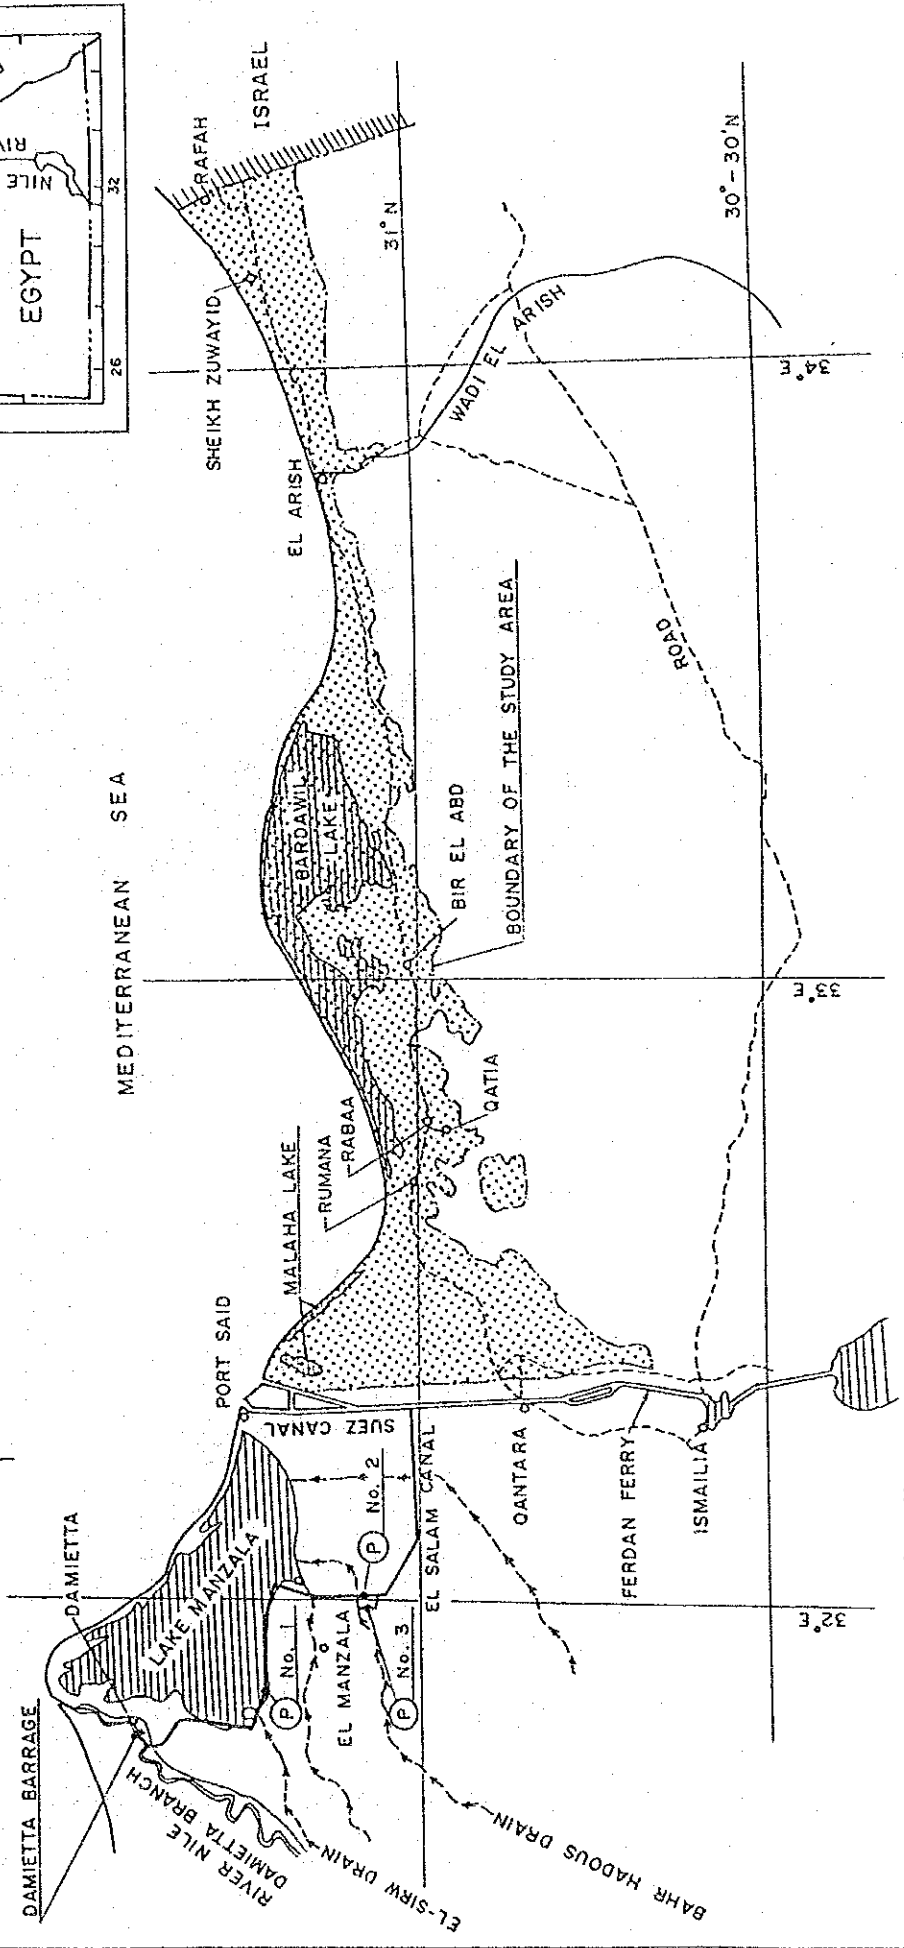 EGYPT
NILE
RIV
26
32
MEDITERRANEAN SEA
DAMIETTA BARRAGE
DAMIETTA
LAKE MANZALA
RIVER NILE
DAMIETTA BRANCH
EL-SIRW DRAIN
BAHR HADOUS DRAIN
P No. 1
EL MANZALA
P No. 2
P No. 3
PORT SAID
SUEZ CANAL
EL SALAM CANAL
QANTARA
FERDAN FERRY
ISMAILIA
MALAHA LAKE
RUMANA
RABAA
QATIA
BARDAWIL
LAKE
BIR EL ABD
BOUNDARY OF THE STUDY AREA
EL ARISH
SHEIKH ZUWAYID
RAFAH
ISRAEL
WADI EL ARISH
ROAD
31° N
30°-30'N
32°E
33°E
34°E